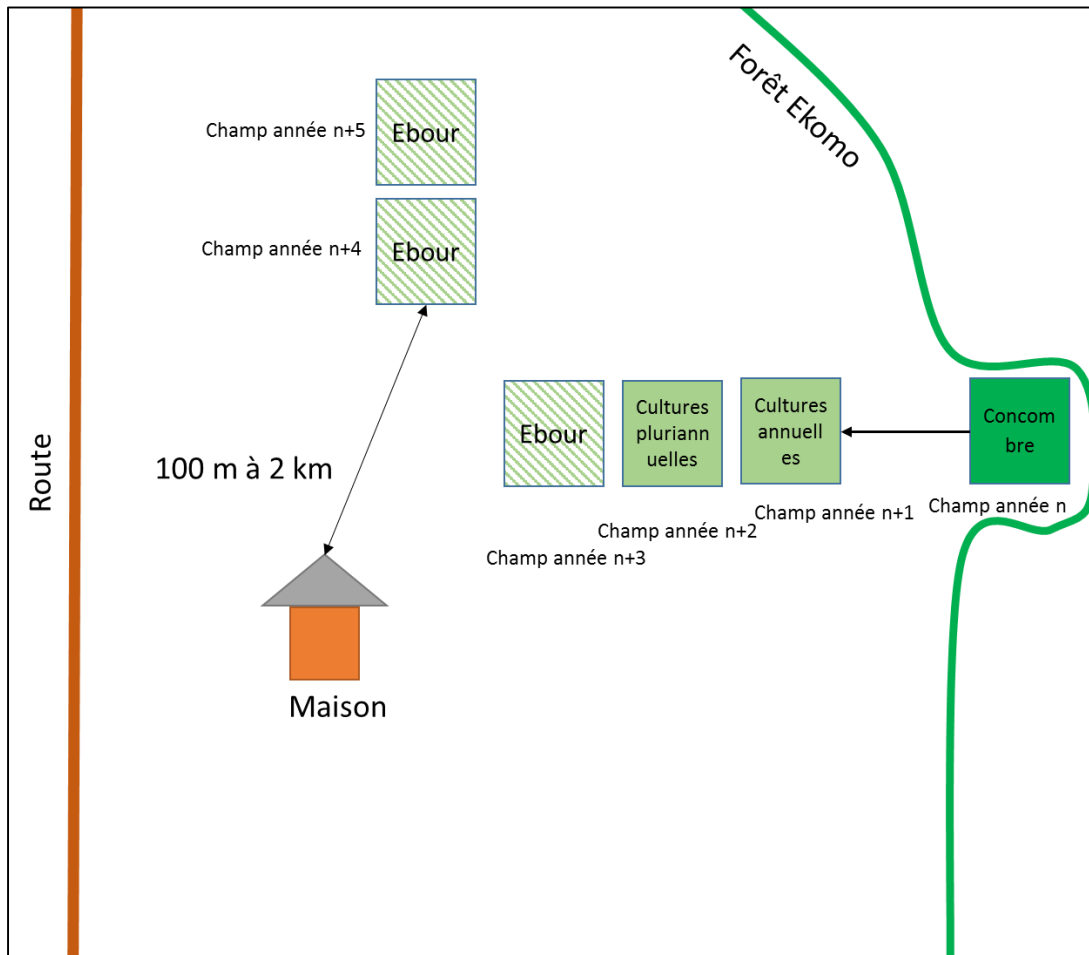 Forêt Ekomo
Champ année n+5
Ebour
Champ année n+4
Ebour
Ebour
Cultures
pluriann
uelles
Cultures
annuell
es
Concom
bre
Route
100 m à 2 km
Champ année n
Champ année n+1
Champ année n+2
Champ année n+3
Maison